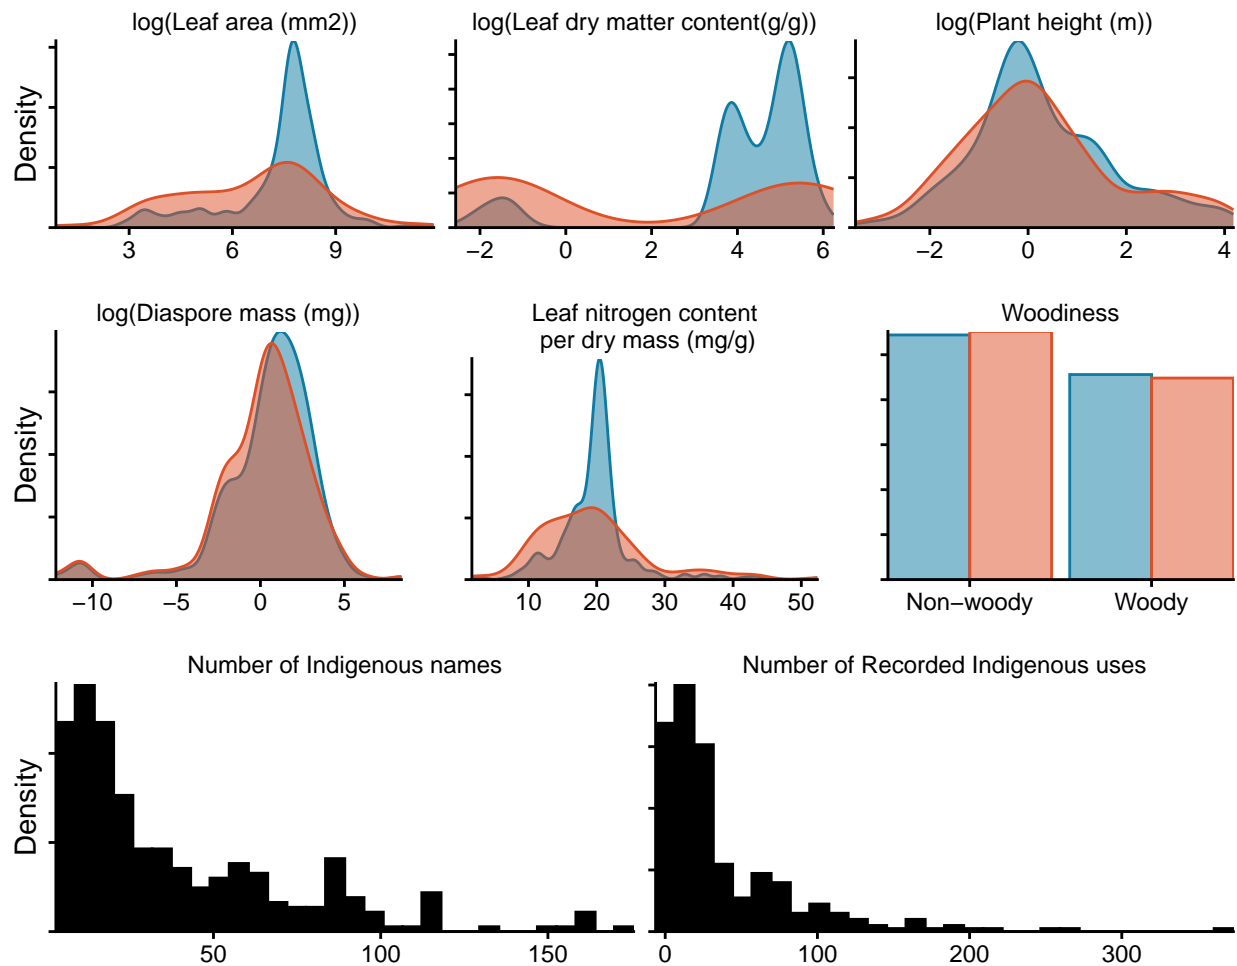 log(Leaf area (mm2))
log(Leaf dry matter content(g/g))
log(Plant height (m))
Density
3 6 9
−2 0 2 4 6
−2 0 2 4
log(Diaspore mass (mg))
Leaf nitrogen content
per dry mass (mg/g)
Woodiness
Density
−10 −5 0 5
10 20 30 40 50
Non−woody Woody
Number of Indigenous names
Number of Recorded Indigenous uses
Density
50 100 150
0 100 200 300